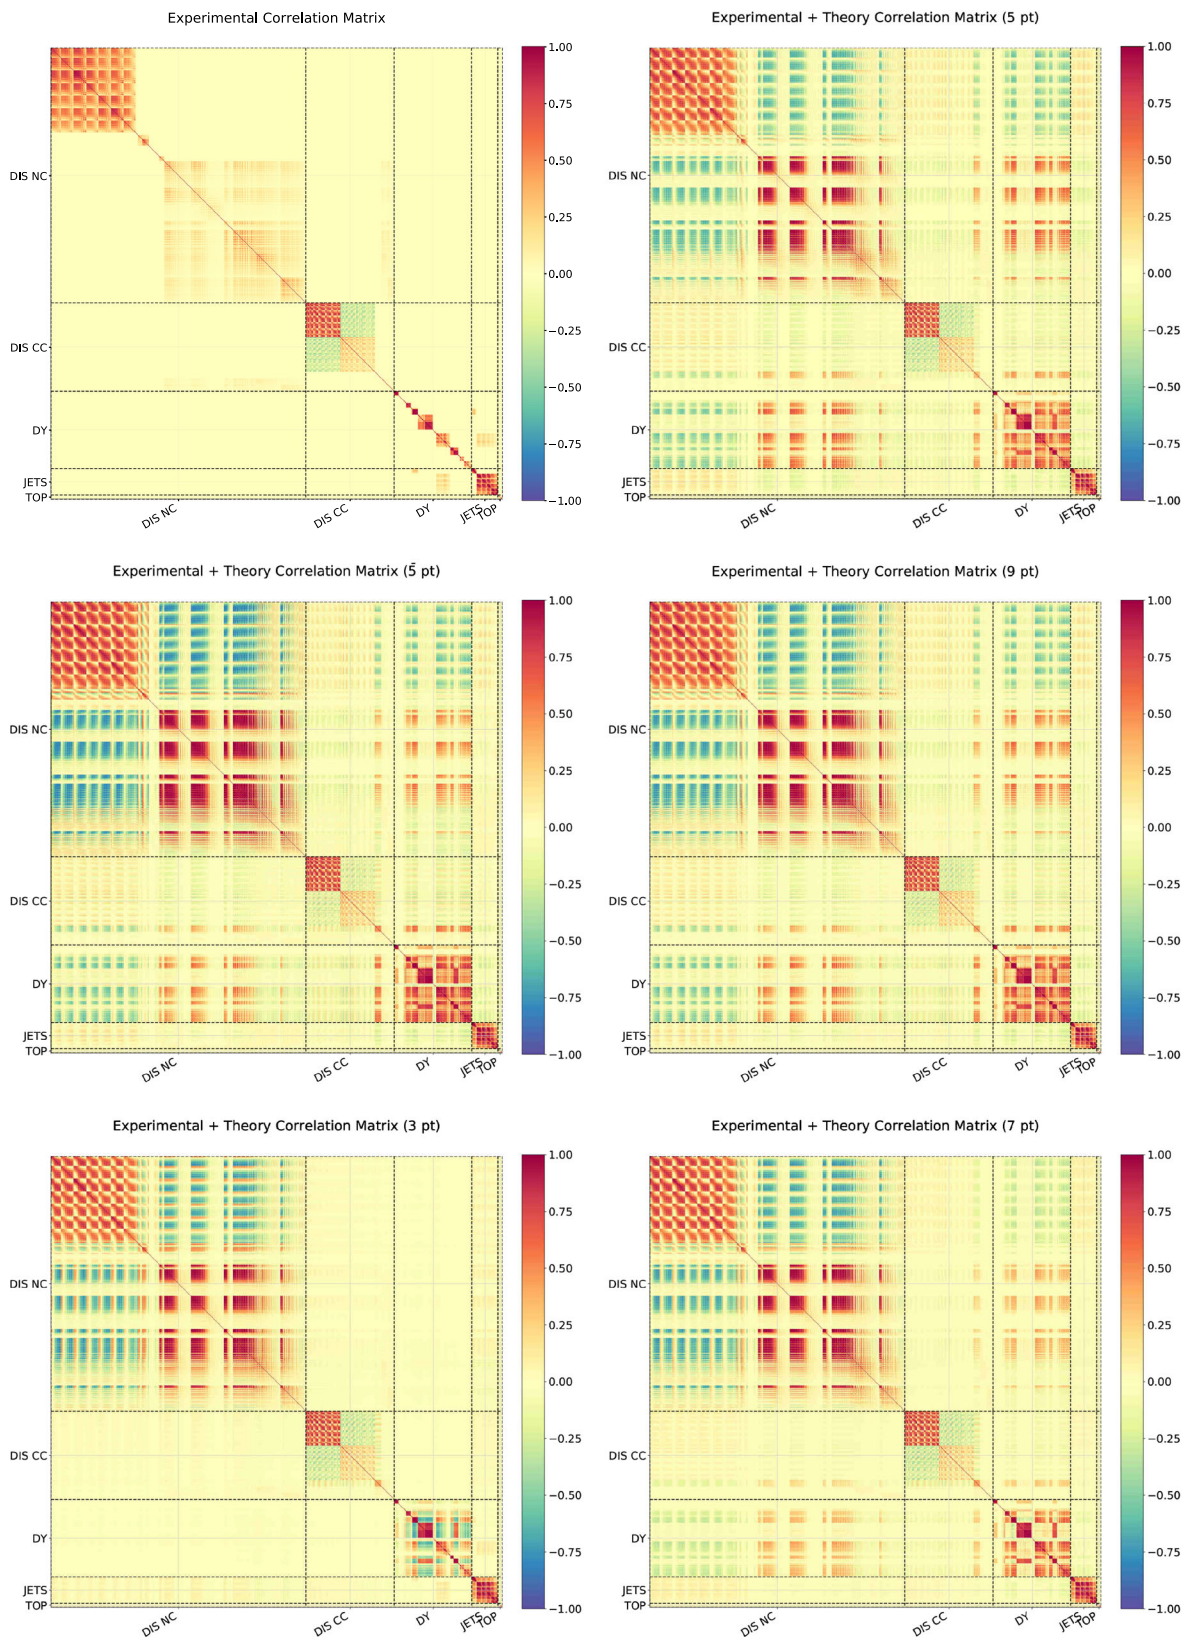 Experimental Correlation Matrix
DIS NC
DIS CC
DY
JETS
TOP
DIS NC
DIS CC
DY
JETS
TOP
1.00
0.75
0.50
0.25
0.00
−0.25
−0.50
−0.75
−1.00
Experimental + Theory Correlation Matrix (5 pt)
DIS NC
DIS CC
DY
JETS
TOP
DIS NC
DIS CC
DY
JETS
TOP
1.00
0.75
0.50
0.25
0.00
−0.25
−0.50
−0.75
−1.00
Experimental + Theory Correlation Matrix (5̄ pt)
DIS NC
DIS CC
DY
JETS
TOP
DIS NC
DIS CC
DY
JETS
TOP
1.00
0.75
0.50
0.25
0.00
−0.25
−0.50
−0.75
−1.00
Experimental + Theory Correlation Matrix (9 pt)
DIS NC
DIS CC
DY
JETS
TOP
DIS NC
DIS CC
DY
JETS
TOP
1.00
0.75
0.50
0.25
0.00
−0.25
−0.50
−0.75
−1.00
Experimental + Theory Correlation Matrix (3 pt)
DIS NC
DIS CC
DY
JETS
TOP
DIS NC
DIS CC
DY
JETS
TOP
1.00
0.75
0.50
0.25
0.00
−0.25
−0.50
−0.75
−1.00
Experimental + Theory Correlation Matrix (7 pt)
DIS NC
DIS CC
DY
JETS
TOP
DIS NC
DIS CC
DY
JETS
TOP
1.00
0.75
0.50
0.25
0.00
−0.25
−0.50
−0.75
−1.00